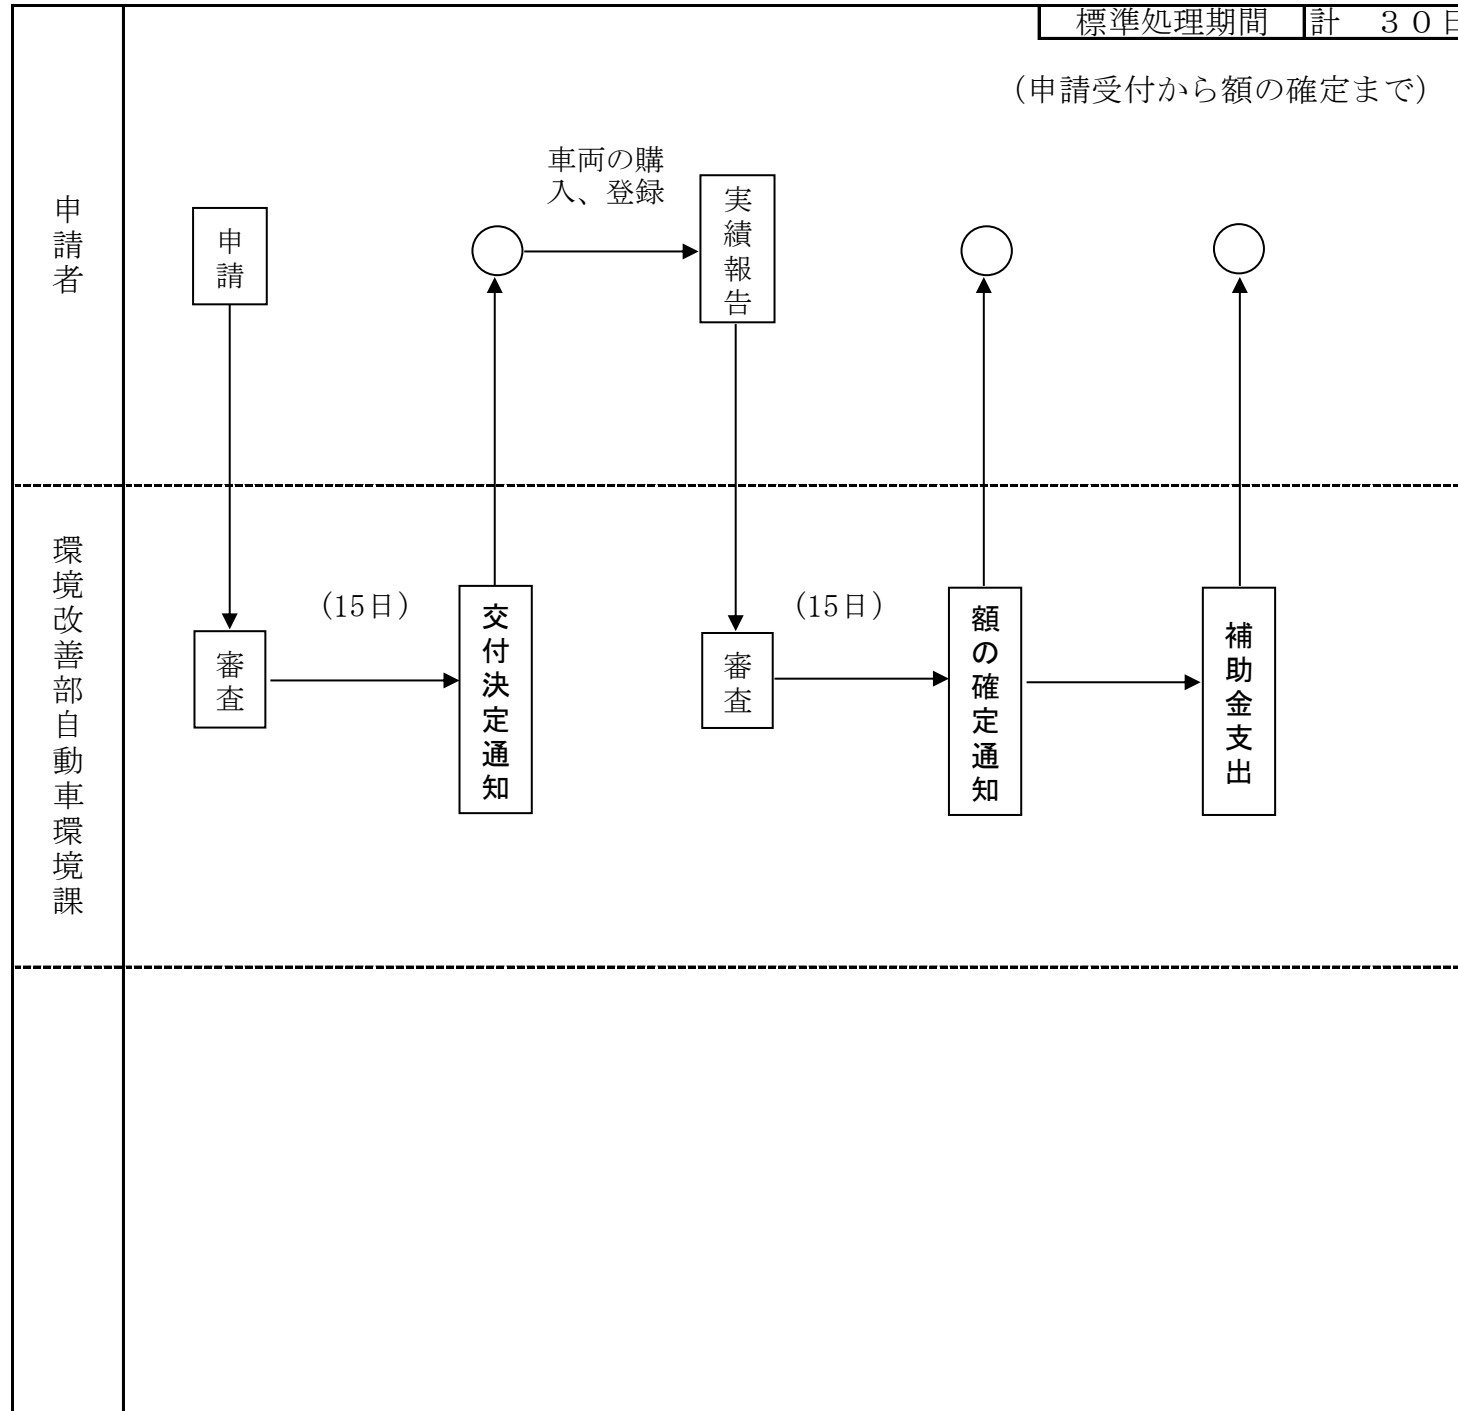 標準処理期間 計 ３０日
（申請受付から額の確定まで）
車両の購
入、登録
申請者
申請
実績報告
環境改善部自動車環境課
(15日)
(15日)
審査
交付決定通知
審査
額の確定通知
補助金支出